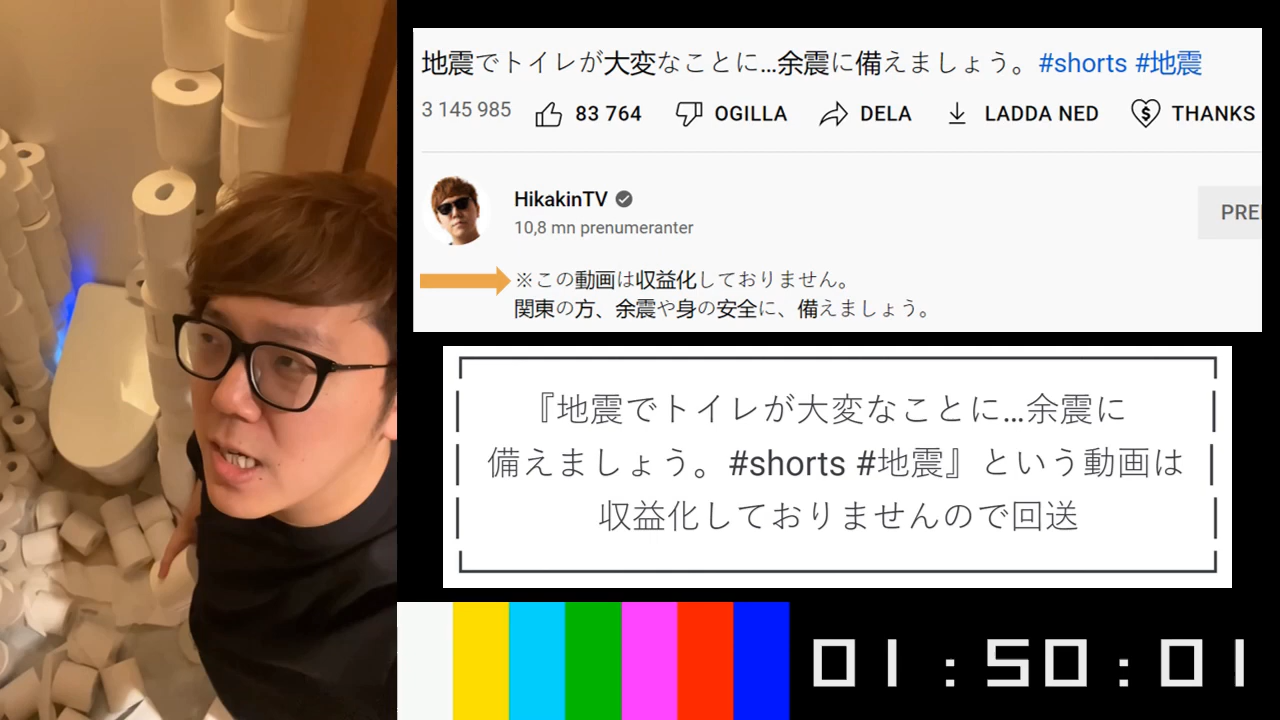 地震でトイレが大変なことに…余震に備えましょう。#shorts #地震
3 145 985 83 764 OGILLA DELA LADDA NED THANKS
HikakinTV
10,8 mn prenumeranter
PRE
※この動画は収益化しておりません。
関東の方、余震や身の安全に、備えましょう。
『地震でトイレが大変なことに…余震に
備えましょう。#shorts #地震』という動画は
収益化しておりませんので回送
01:50:01